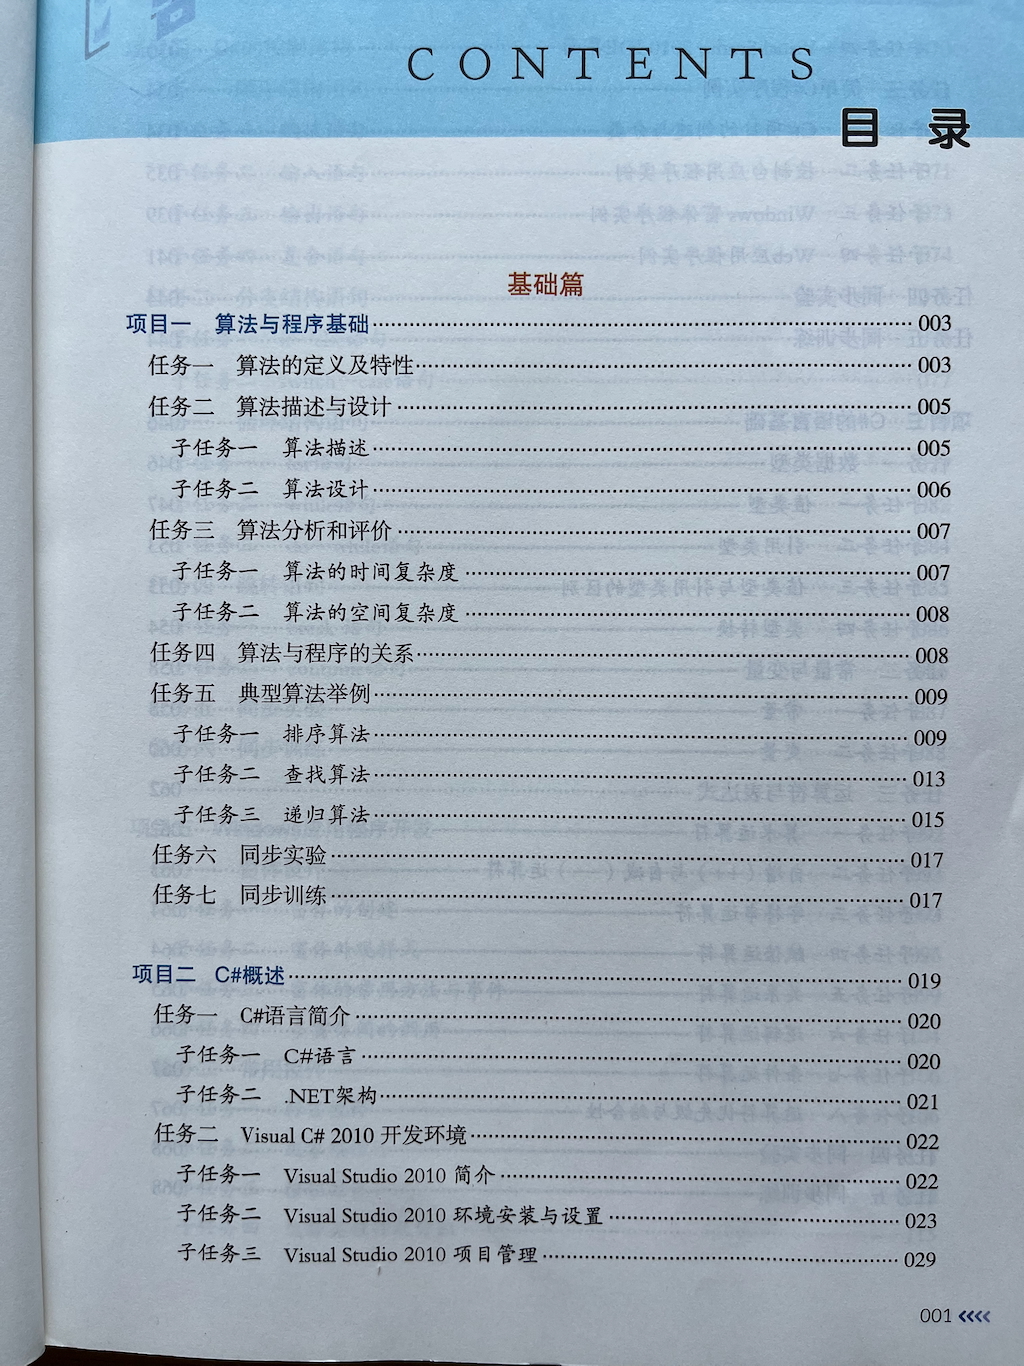 CONTENTS
目 录
基础篇
项目一 算法与程序基础 003
任务一 算法的定义及特性 003
任务二 算法描述与设计 005
子任务一 算法描述 005
子任务二 算法设计 006
任务三 算法分析和评价 007
子任务一 算法的时间复杂度 007
子任务二 算法的空间复杂度 008
任务四 算法与程序的关系 008
任务五 典型算法举例 009
子任务一 排序算法 009
子任务二 查找算法 013
子任务三 递归算法 015
任务六 同步实验 017
任务七 同步训练 017
项目二 C#概述 019
任务一 C#语言简介 020
子任务一 C#语言 020
子任务二 .NET架构 021
任务二 Visual C# 2010 开发环境 022
子任务一 Visual Studio 2010 简介 022
子任务二 Visual Studio 2010 环境安装与设置 023
子任务三 Visual Studio 2010 项目管理 029
001